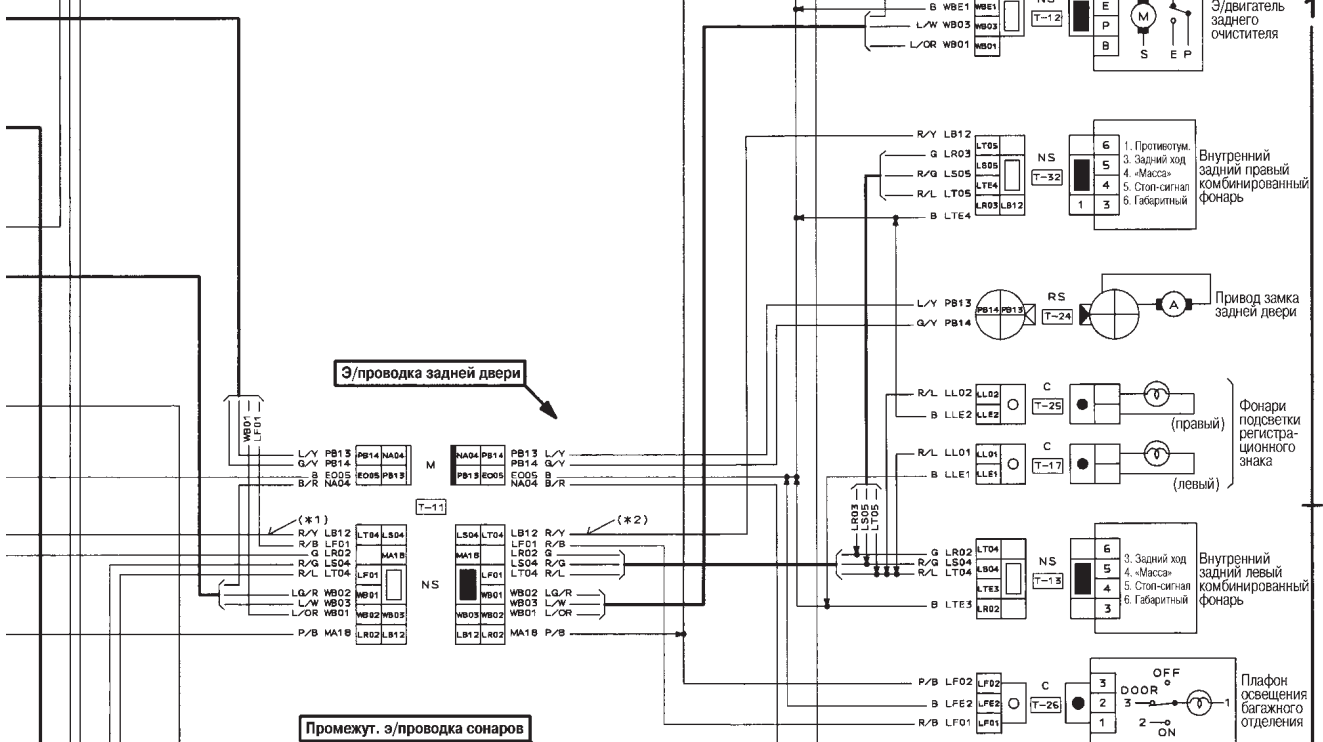 B WBE1
WBE1
NS
E
Э/двигатель
заднего
очистителя
1
L/W WB03
WB03
T-12
P
M
L/OR WB01
WB01
B
S
E P
R/Y LB12
LT05
6
1. Противотум.
G LR03
LS05
NS
5
3. Задний ход
Внутренний
задний правый
комбинированный
фонарь
R/G LS05
LTE4
T-32
4
4. «Масса»
R/L LT05
LR03 LB12
1 3
5. Стоп-сигнал
B LTE4
6. Габаритный
L/Y PB13
PB14 PB13
RS
A
Привод замка
задней двери
G/Y PB14
T-24
Э/проводка задней двери
R/L LL02
LL02
C
B LLE2
LLE2
T-25
(правый)
Фонари
подсветки
регистра-
ционного
знака
R/L LL01
LL01
C
B LLE1
LLE1
T-17
(левый)
WB01
LF01
L/Y PB13
PB14 NA04
NA04 PB14
PB13 L/Y
G/Y PB14
M
PB14 G/Y
B EO05
EO05 PB13
PB13 EO05
EO05 B
B/R NA04
NA04 B/R
T-11
LR03
LS05
LT05
(*1)
(*2)
R/Y LB12
LT04 LS04
LS04 LT04
LB12 R/Y
R/B LF01
LF01 R/B
G LR02
MA18
MA18
LR02 G
R/G LS04
LS04 R/G
R/L LT04
LF01
NS
LF01
LT04 R/L
LG/R WB02
WB01
WB01
WB02 LG/R
L/W WB03
WB03 L/W
L/OR WB01
WB02 WB03
WB03 WB02
WB01 L/OR
P/B MA18
LR02 LB12
LB12 LR02
MA18 P/B
G LR02
LT04
6
R/G LS04
LS04
NS
5
3. Задний ход
Внутренний
задний левый
комбинированный
фонарь
R/L LT04
LTE3
T-13
4
4. «Масса»
5. Стоп-сигнал
B LTE3
LR02
3
6. Габаритный
P/B LF02
LF02
C
3
OFF
DOOR
Плафон
освещения
багажного
отделения
B LFE2
LFE2
T-26
2
3
1
R/B LF01
LF01
1
2
ON
Промежут. э/проводка сонаров